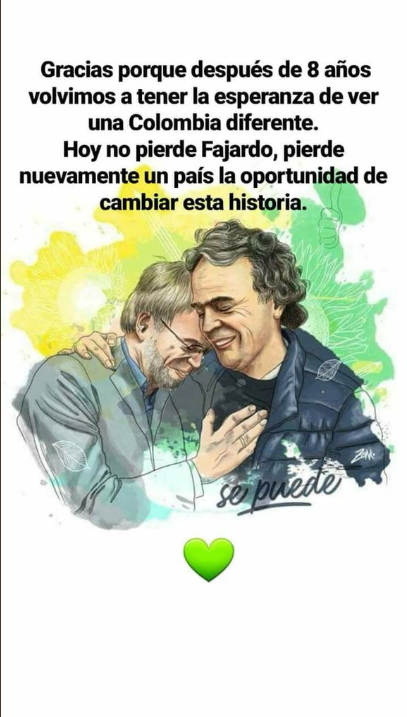 Gracias porque después de 8 años
volvimos a tener la esperanza de ver
una Colombia diferente.
Hoy no pierde Fajardo, pierde
nuevamente un país la oportunidad de
cambiar esta historia.
se puede